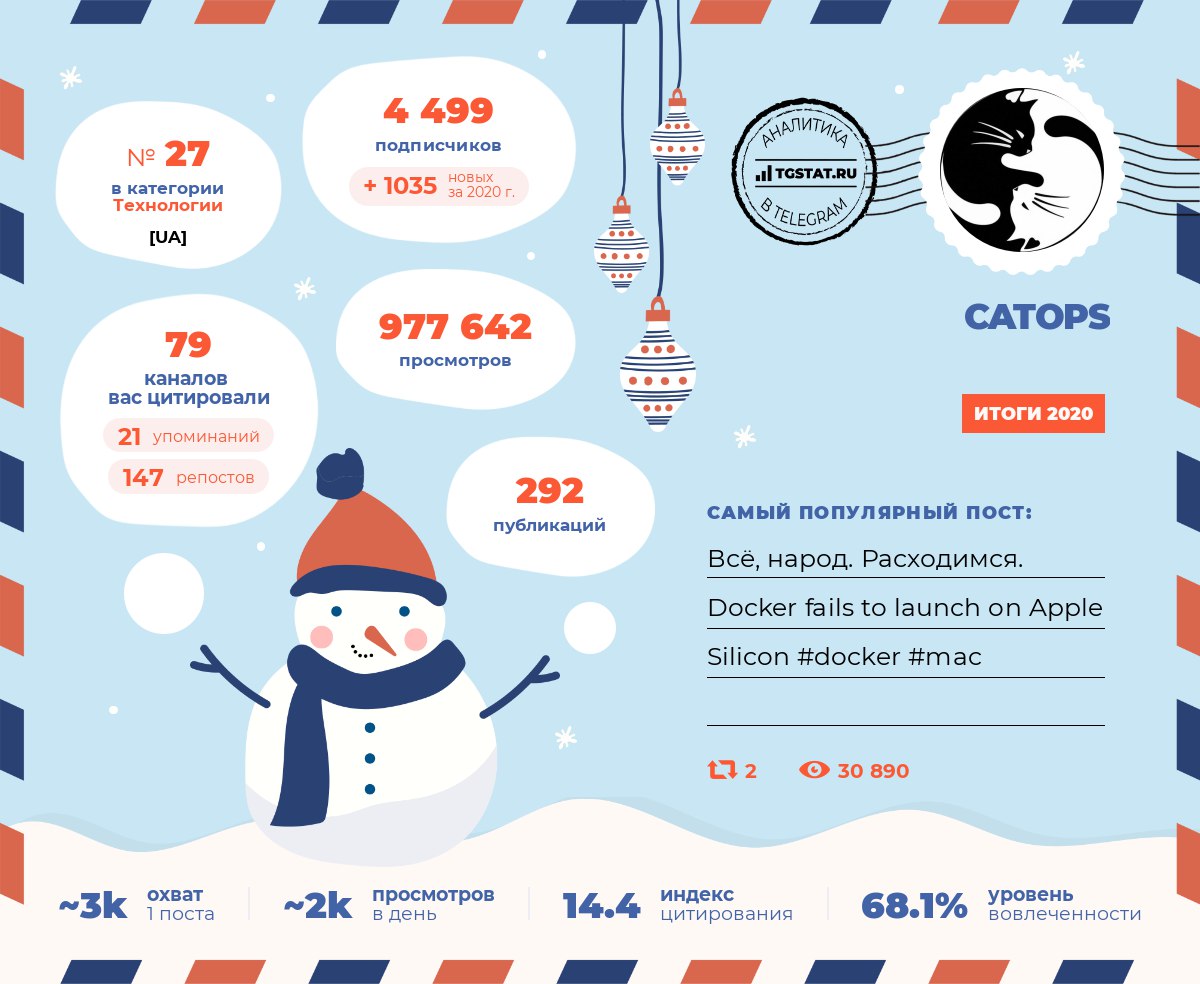 № 27
в категории
Технологии
[UA]
4 499
подписчиков
+ 1035 новых
за 2020 г.
79
каналов
вас цитировали
21 упоминаний
147 репостов
977 642
просмотров
292
публикаций
АНАЛИТИКА
TGSTAT.RU
В TELEGRAM
CATOPS
ИТОГИ 2020
САМЫЙ ПОПУЛЯРНЫЙ ПОСТ:
Всё, народ. Расходимся.
Docker fails to launch on Apple
Silicon #docker #mac
2 30 890
~3k охват
1 поста
~2k просмотров
в день
14.4 индекс
цитирования
68.1% уровень
вовлеченности